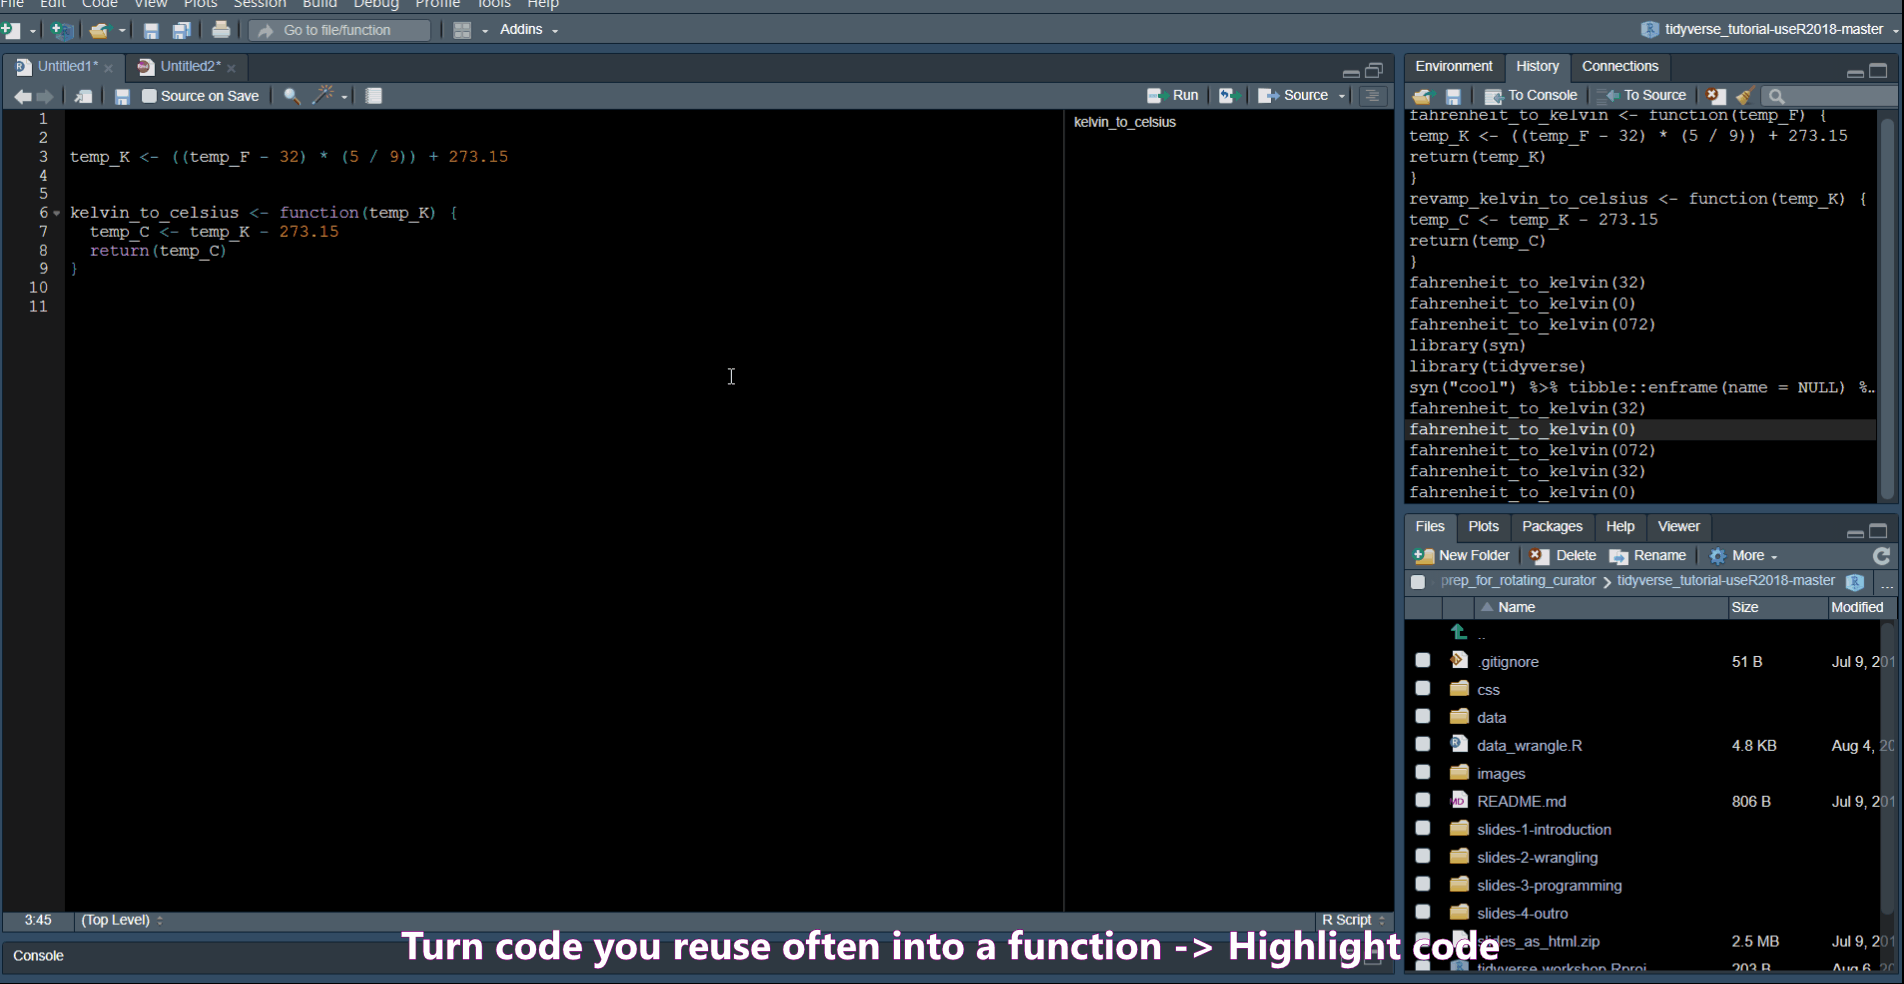 File Edit Code View Plots Session Build Debug Profile Tools Help
Go to file/function Addins tidyverse_tutorial-useR2018-master
Untitled1* Untitled2*
Source on Save Run Source
1
2
3 temp_K <- ((temp_F - 32) * (5 / 9)) + 273.15
4
5
6 kelvin_to_celsius <- function(temp_K) {
7 temp_C <- temp_K - 273.15
8 return(temp_C)
9 }
10
11
kelvin_to_celsius
3:45 (Top Level) R Script
Console
Environment History Connections
To Console To Source
fahrenheit_to_kelvin <- function(temp_F) {
temp_K <- ((temp_F - 32) * (5 / 9)) + 273.15
return(temp_K)
}
revamp_kelvin_to_celsius <- function(temp_K) {
temp_C <- temp_K - 273.15
return(temp_C)
}
fahrenheit_to_kelvin(32)
fahrenheit_to_kelvin(0)
fahrenheit_to_kelvin(072)
library(syn)
library(tidyverse)
syn("cool") %>% tibble::enframe(name = NULL) %..
fahrenheit_to_kelvin(32)
fahrenheit_to_kelvin(0)
fahrenheit_to_kelvin(072)
fahrenheit_to_kelvin(32)
fahrenheit_to_kelvin(0)
Files Plots Packages Help Viewer
New Folder Delete Rename More
prep_for_rotating_curator > tidyverse_tutorial-useR2018-master ...
Name Size Modified
..
.gitignore 51 B Jul 9, 201
css
data
data_wrangle.R 4.8 KB Aug 4, 20
images
README.md 806 B Jul 9, 201
slides-1-introduction
slides-2-wrangling
slides-3-programming
slides-4-outro
slides_as_html.zip 2.5 MB Jul 9, 201
tidyverse_workshop.Rproj 203 B Aug 6, 20
Turn code you reuse often into a function -> Highlight code